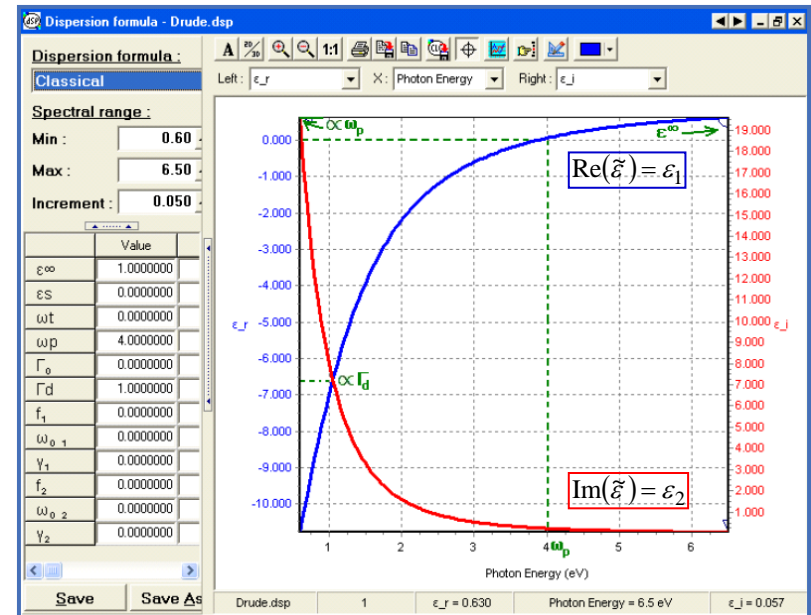 Dispersion formula - Drude.dsp
Dispersion formula :
Classical
Spectral range :
Min : 0.60
Max : 6.50
Increment : 0.050
Value
ε∞ 1.0000000
εs 0.0000000
ωt 0.0000000
ωp 4.0000000
Γ₀ 0.0000000
Γd 1.0000000
f₁ 0.0000000
ω₀ ₁ 0.0000000
γ₁ 0.0000000
f₂ 0.0000000
ω₀ ₂ 0.0000000
γ₂ 0.0000000
Save Save As
A 2D/3D 1:1
Left : ε_r X : Photon Energy Right : ε_i
∝ωp
ε∞
Re(ε̃) = ε₁
∝Γd
Im(ε̃) = ε₂
0.000
-1.000
-2.000
-3.000
-4.000
-5.000
-6.000
-7.000
-8.000
-9.000
-10.000
ε_r
19.000
18.000
17.000
16.000
15.000
14.000
13.000
12.000
11.000
10.000
9.000
8.000
7.000
6.000
5.000
4.000
3.000
2.000
1.000
ε_i
1 2 3 4 ωp 5 6
Photon Energy (eV)
Drude.dsp 1 ε_r = 0.630 Photon Energy = 6.5 eV ε_i = 0.057